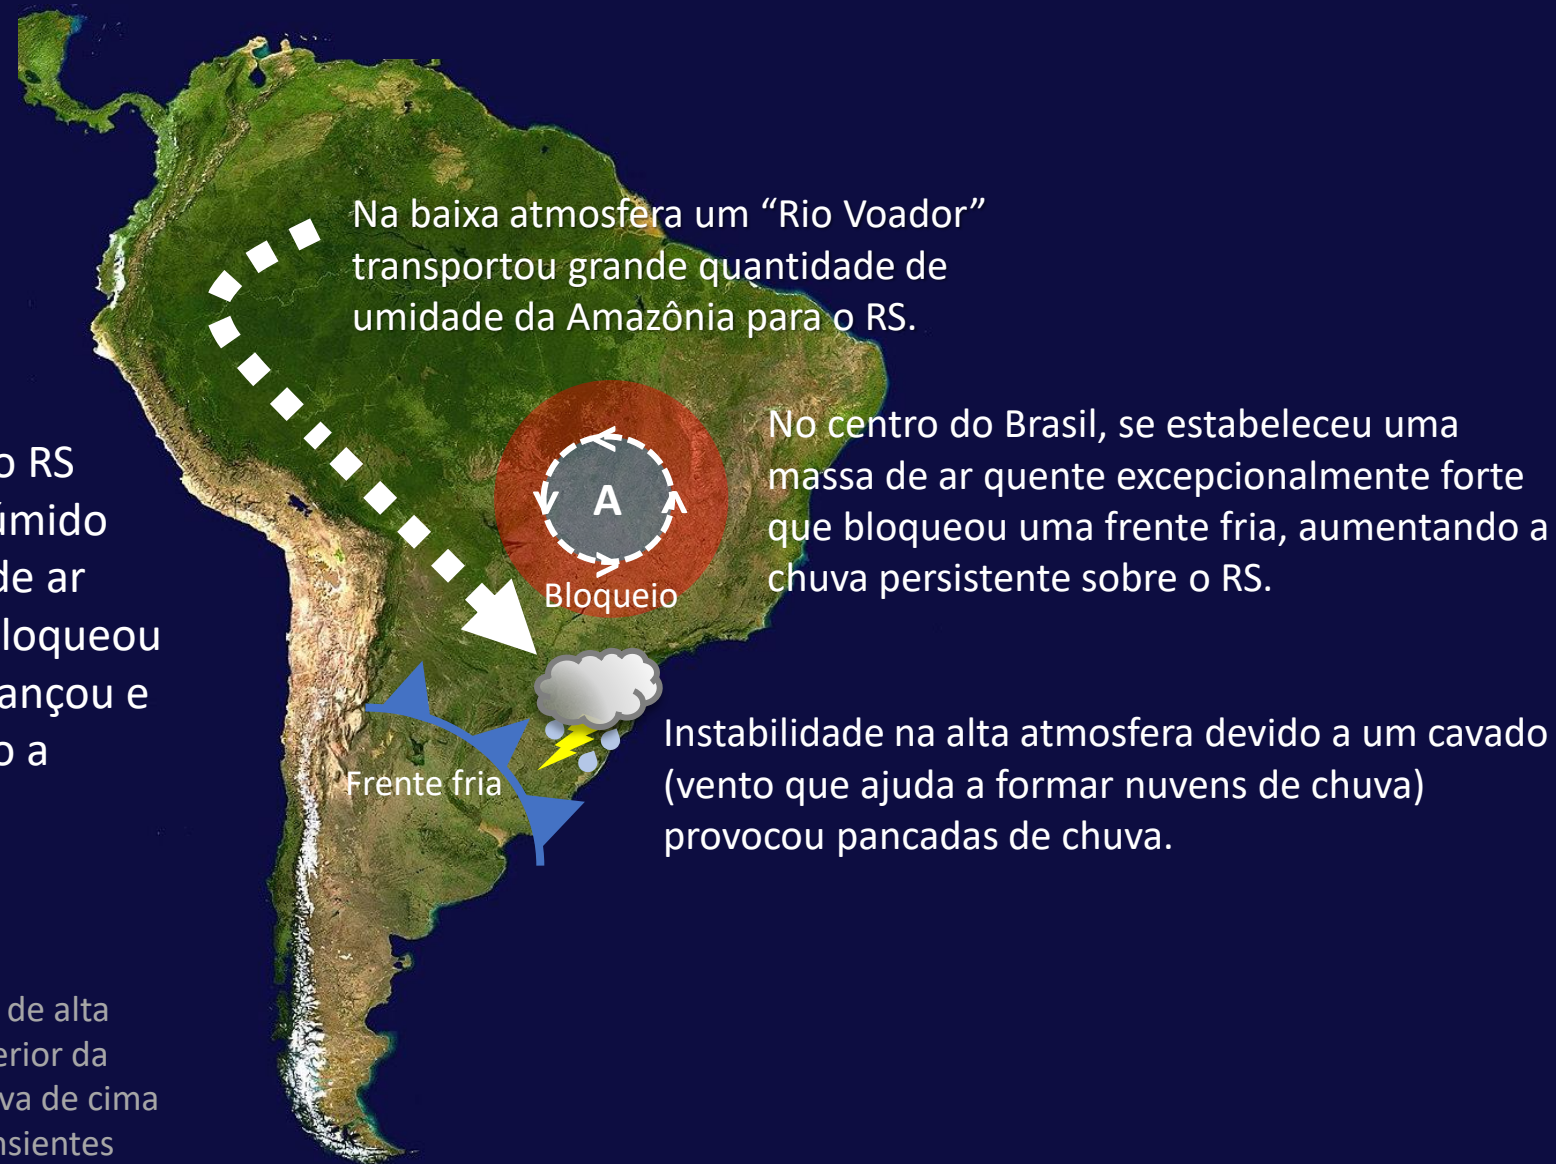 Na baixa atmosfera um “Rio Voador”
transportou grande quantidade de
umidade da Amazônia para o RS.
o RS
úmido
de ar
loqueou
ançou e
o a
No centro do Brasil, se estabeleceu uma
massa de ar quente excepcionalmente forte
que bloqueou uma frente fria, aumentando a
chuva persistente sobre o RS.
A
Bloqueio
Frente fria
Instabilidade na alta atmosfera devido a um cavado
(vento que ajuda a formar nuvens de chuva)
provocou pancadas de chuva.
de alta
erior da
va de cima
nsientes